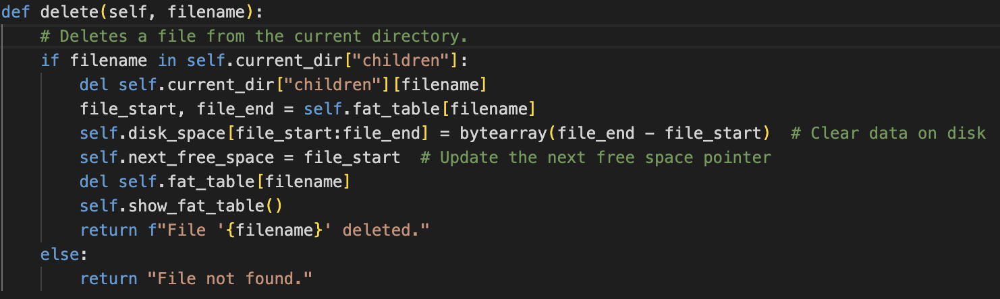 def delete(self, filename):
    # Deletes a file from the current directory.
    if filename in self.current_dir["children"]:
        del self.current_dir["children"][filename]
        file_start, file_end = self.fat_table[filename]
        self.disk_space[file_start:file_end] = bytearray(file_end - file_start)  # Clear data on disk
        self.next_free_space = file_start  # Update the next free space pointer
        del self.fat_table[filename]
        self.show_fat_table()
        return f"File '{filename}' deleted."
    else:
        return "File not found."